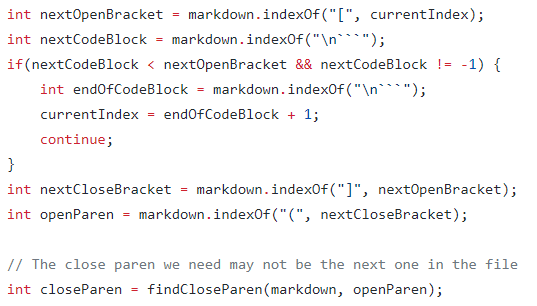 int nextOpenBracket = markdown.indexOf("[", currentIndex);
int nextCodeBlock = markdown.indexOf("\n```");
if(nextCodeBlock < nextOpenBracket && nextCodeBlock != -1) {
    int endOfCodeBlock = markdown.indexOf("\n```");
    currentIndex = endOfCodeBlock + 1;
    continue;
}
int nextCloseBracket = markdown.indexOf("]", nextOpenBracket);
int openParen = markdown.indexOf("(", nextCloseBracket);

// The close paren we need may not be the next one in the file
int closeParen = findCloseParen(markdown, openParen);